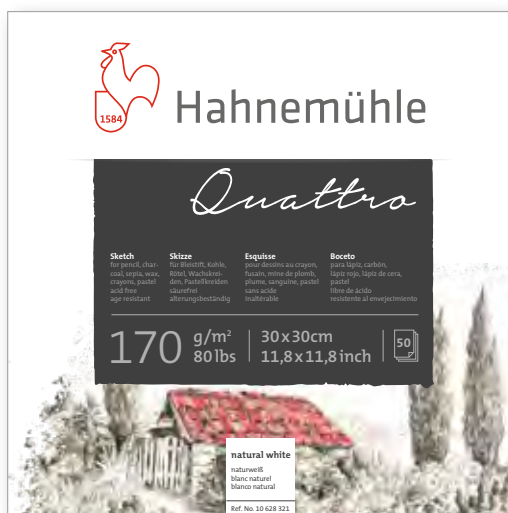 1584
Hahnemühle
Quattro
Sketch
for pencil, char-
coal, sepia, wax,
crayons, pastel
acid free
age resistant
Skizze
für Bleistift, Kohle,
Rötel, Wachskrei-
den, Pastellkreiden
säurefrei
alterungsbeständig
Esquisse
pour dessins au crayon,
fusain, mine de plomb,
plume, sanguine, pastel
sans acide
inaltérable
Boceto
para lápiz, carbón,
lápiz rojo, lápiz de cera,
pastel
libre de ácido
resistente al envejecimiento
170 g/m²
80 lbs
30 x 30 cm
11,8 x 11,8 inch
50
natural white
naturweiß
blanc naturel
blanco natural
Ref. No. 10 628 321